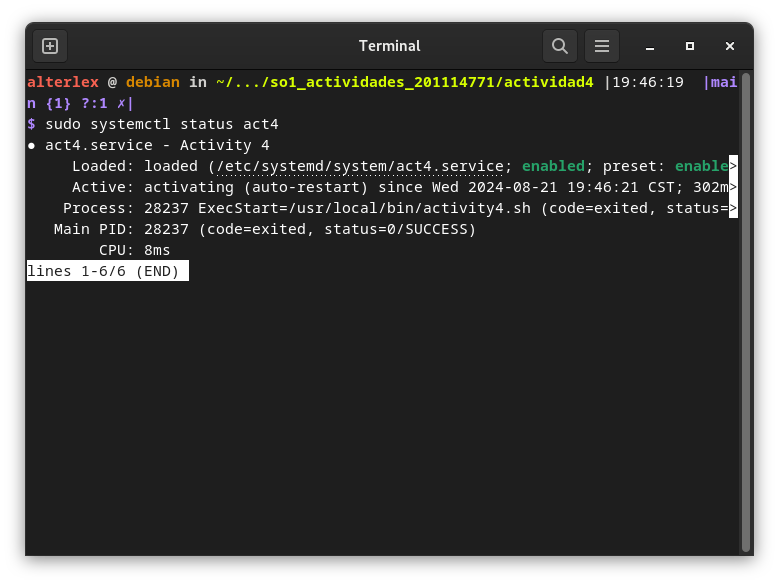 Terminal
alterlex @ debian in ~/.../so1_actividades_201114771/actividad4 |19:46:19  |mai
n {1} ?:1 ✗|
$ sudo systemctl status act4
● act4.service - Activity 4
     Loaded: loaded (/etc/systemd/system/act4.service; enabled; preset: enable>
     Active: activating (auto-restart) since Wed 2024-08-21 19:46:21 CST; 302m>
    Process: 28237 ExecStart=/usr/local/bin/activity4.sh (code=exited, status=>
   Main PID: 28237 (code=exited, status=0/SUCCESS)
        CPU: 8ms
lines 1-6/6 (END)